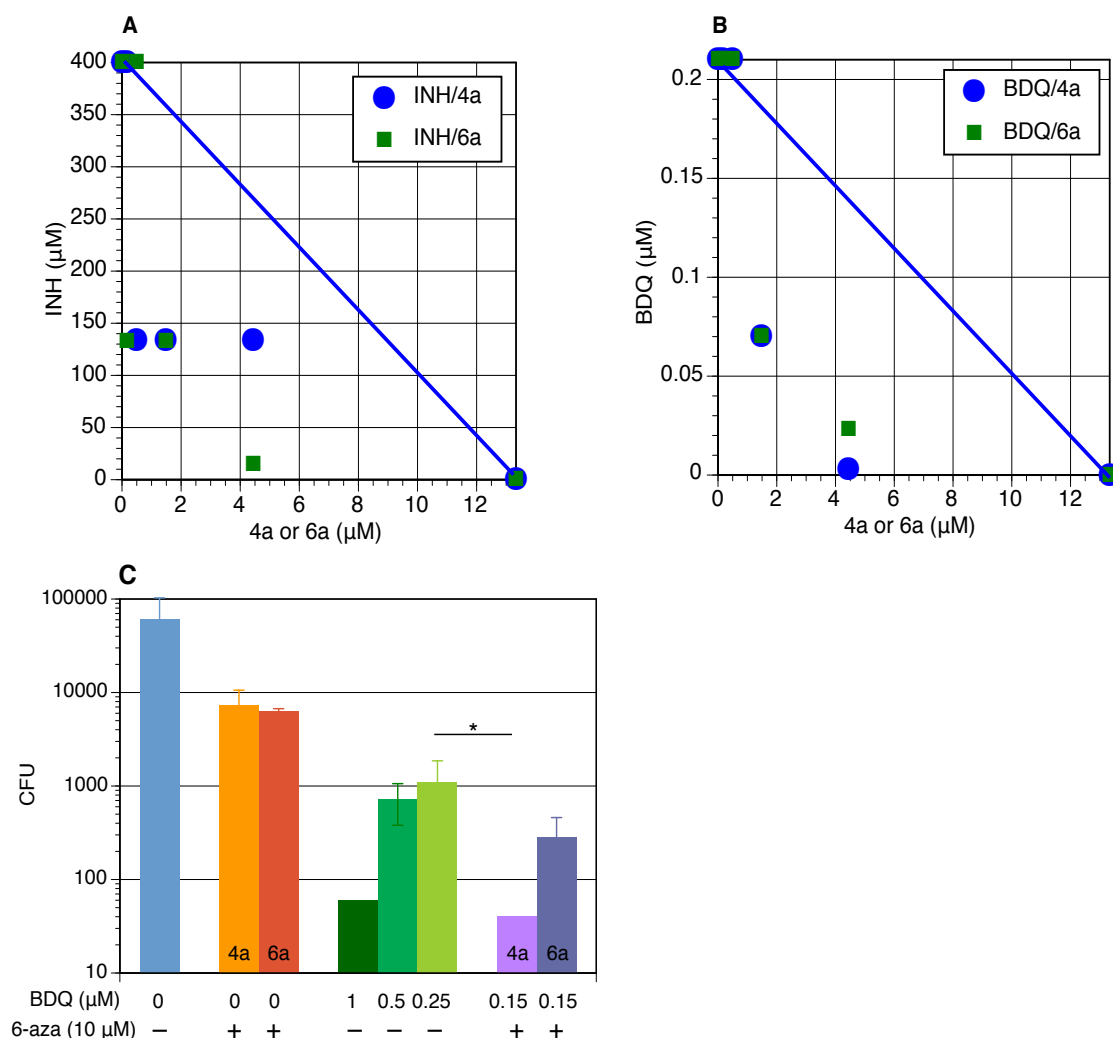 A
400
350
300
250
200
150
100
50
0
INH (µM)
INH/4a
INH/6a
0 2 4 6 8 10 12
4a or 6a (µM)
B
0.2
0.15
0.1
0.05
0
BDQ (µM)
BDQ/4a
BDQ/6a
0 2 4 6 8 10 12
4a or 6a (µM)
C
100000
10000
1000
100
10
CFU
*
4a 6a 4a 6a
BDQ (µM) 0 0 0 1 0.5 0.25 0.15 0.15
6-aza (10 µM) – + + – – – + +